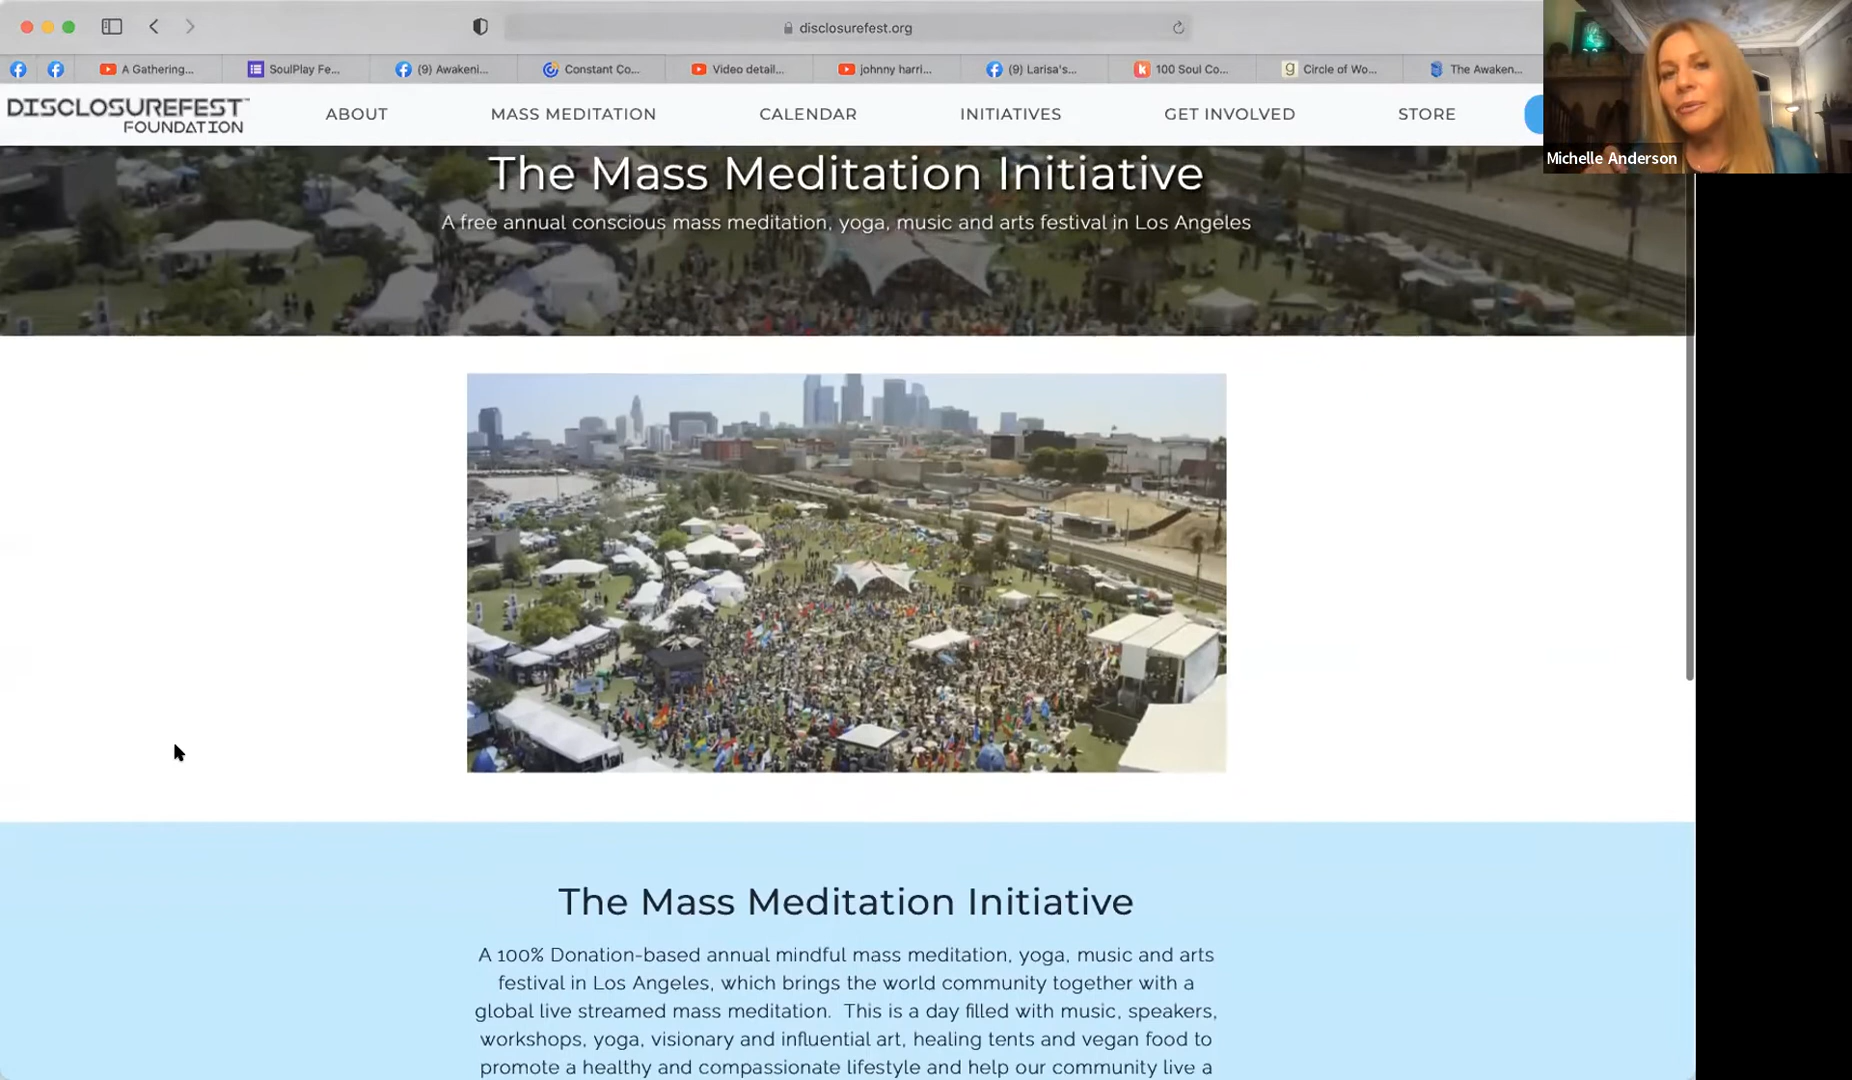 disclosurefest.org
A Gathering...
SoulPlay Fe...
(9) Awakeni...
Constant Co...
Video detail...
johnny harri...
(9) Larisa's...
100 Soul Co...
Circle of Wo...
The Awaken...
DISCLOSUREFEST™
FOUNDATION
ABOUT
MASS MEDITATION
CALENDAR
INITIATIVES
GET INVOLVED
STORE
Michelle Anderson
The Mass Meditation Initiative
A free annual conscious mass meditation, yoga, music and arts festival in Los Angeles
The Mass Meditation Initiative
A 100% Donation-based annual mindful mass meditation, yoga, music and arts
festival in Los Angeles, which brings the world community together with a
global live streamed mass meditation. This is a day filled with music, speakers,
workshops, yoga, visionary and influential art, healing tents and vegan food to
promote a healthy and compassionate lifestyle and help our community live a